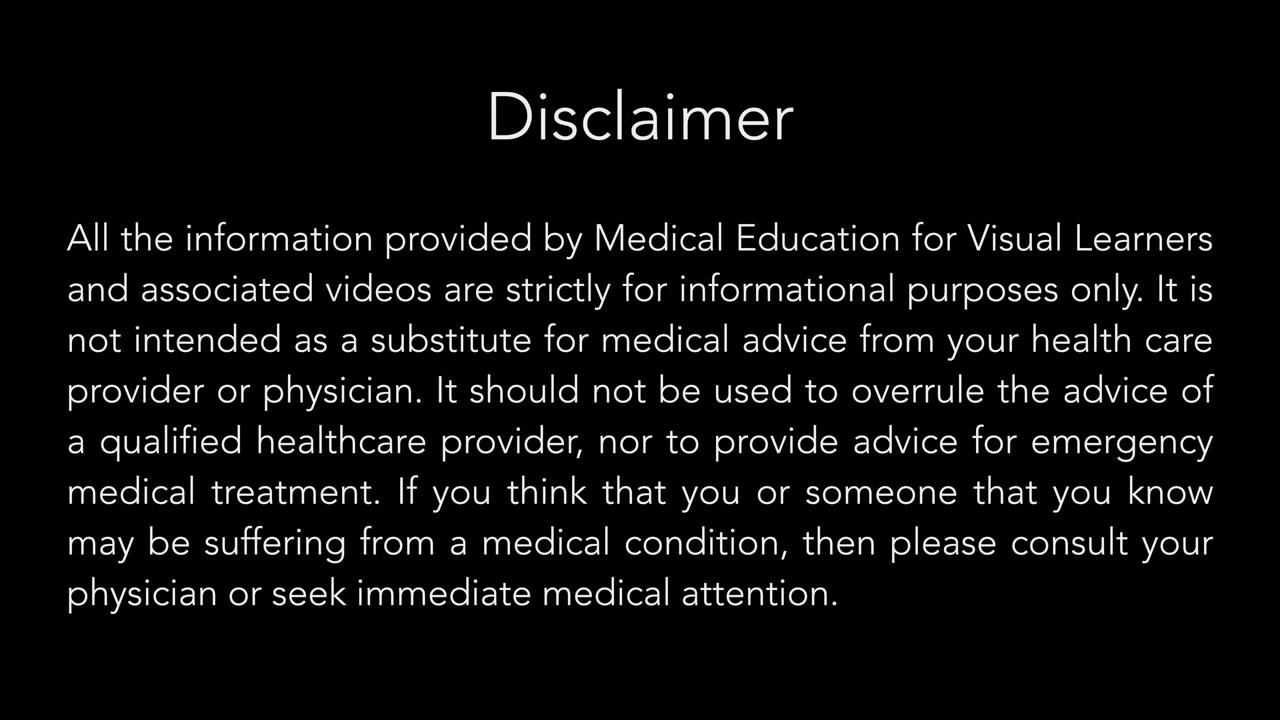 Disclaimer
All the information provided by Medical Education for Visual Learners
and associated videos are strictly for informational purposes only. It is
not intended as a substitute for medical advice from your health care
provider or physician. It should not be used to overrule the advice of
a qualified healthcare provider, nor to provide advice for emergency
medical treatment. If you think that you or someone that you know
may be suffering from a medical condition, then please consult your
physician or seek immediate medical attention.